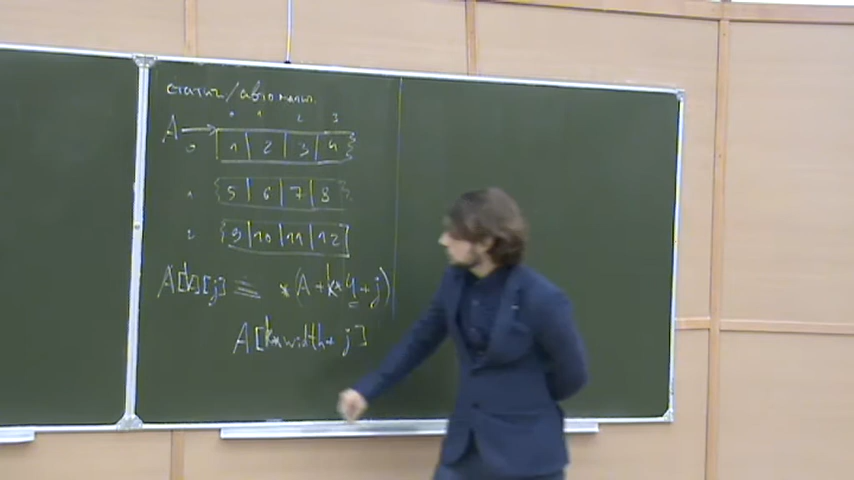 статич/автоматич.
0 1 2 3
A → 0 1 2 3 4
1 5 6 7 8
2 9 10 11 12
A[k][j] ≡ *(A+k*4+j)
A[k*width+j]